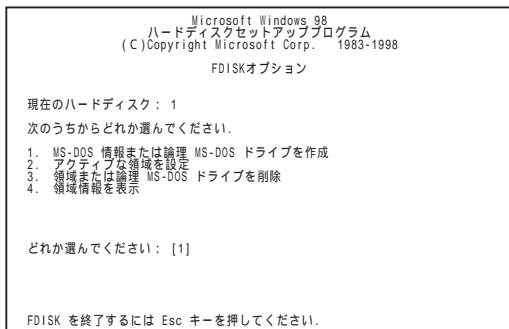 Microsoft Windows 98
ハードディスクセットアッププログラム
(C)Copyright Microsoft Corp. 1983-1998
FDISKオプション
現在のハードディスク: 1
次のうちからどれか選んでください.
1. MS-DOS 情報または論理 MS-DOS ドライブを作成
2. アクティブな領域を設定
3. 領域または論理 MS-DOS ドライブを削除
4. 領域情報を表示
どれか選んでください: [1]
FDISK を終了するには Esc キーを押してください.